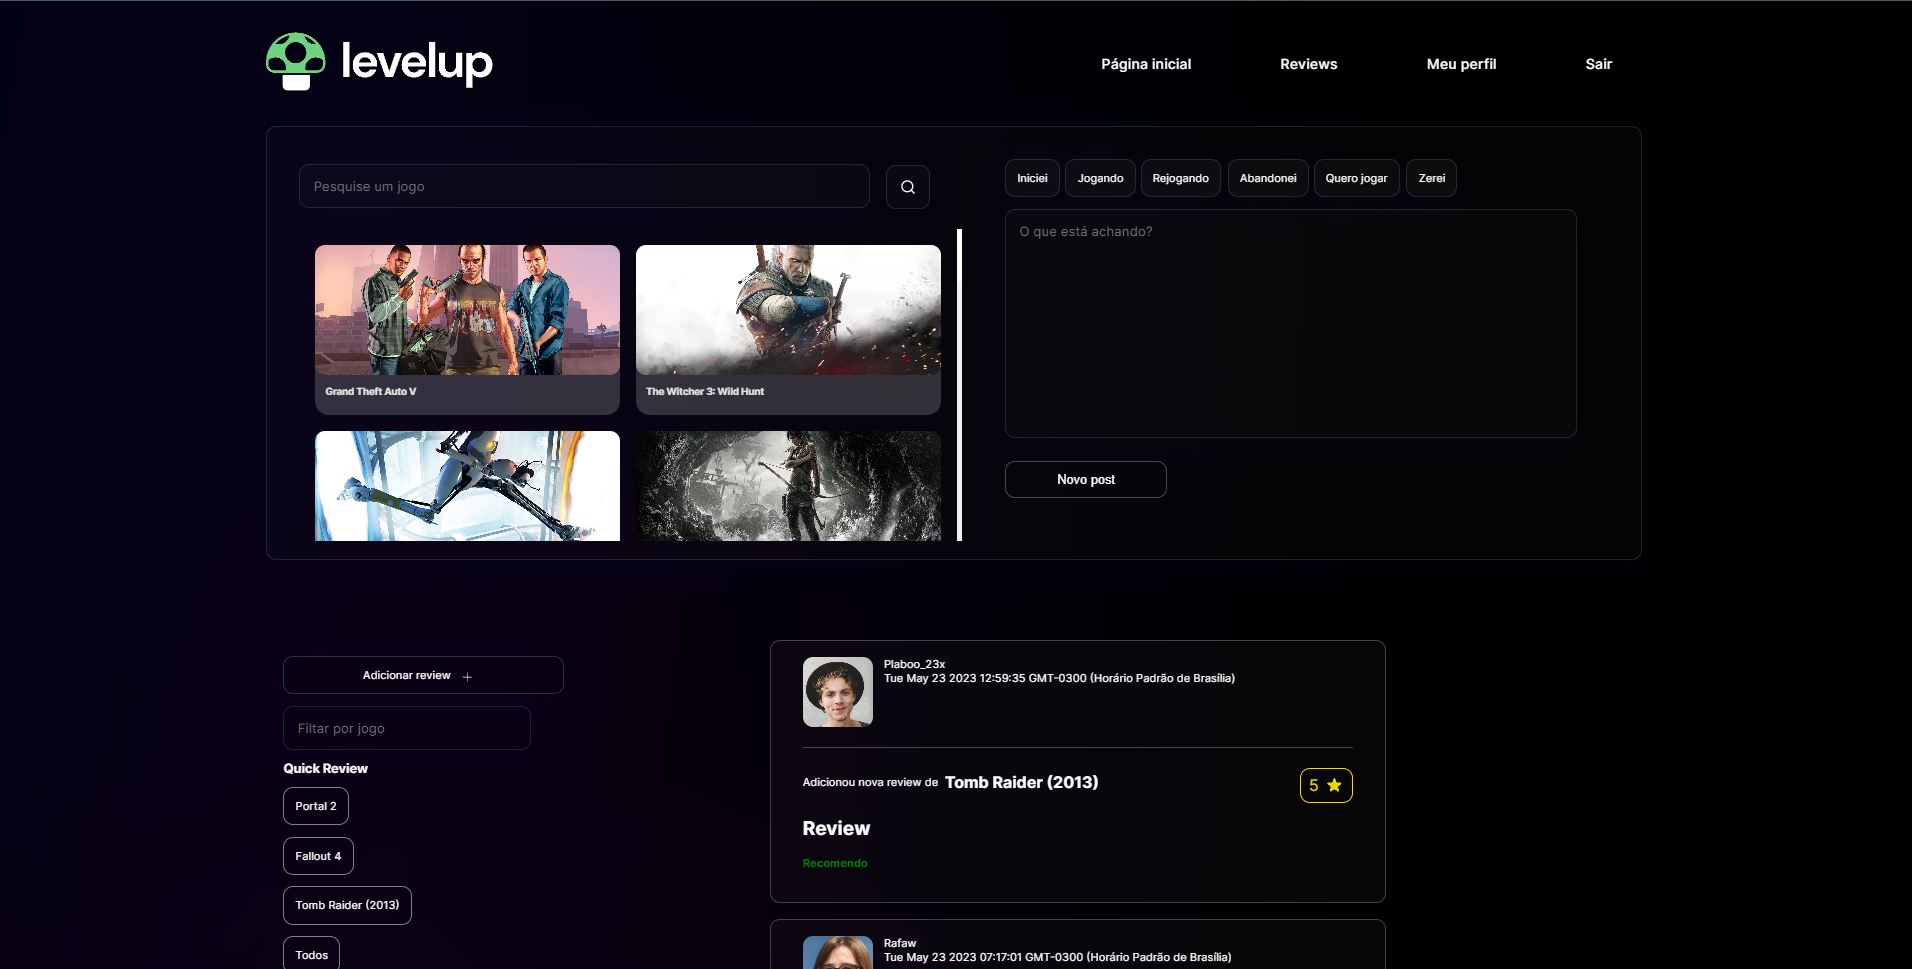 levelup
Página inicial
Reviews
Meu perfil
Sair
Pesquise um jogo
Grand Theft Auto V
The Witcher 3: Wild Hunt
Iniciei
Jogando
Rejogando
Abandonei
Quero jogar
Zerei
O que está achando?
Novo post
Adicionar review +
Filtar por jogo
Quick Review
Portal 2
Fallout 4
Tomb Raider (2013)
Todos
Plaboo_23x
Tue May 23 2023 12:59:35 GMT-0300 (Horário Padrão de Brasília)
Adicionou nova review de Tomb Raider (2013)
5 ★
Review
Recomendo
Rafaw
Tue May 23 2023 07:17:01 GMT-0300 (Horário Padrão de Brasília)